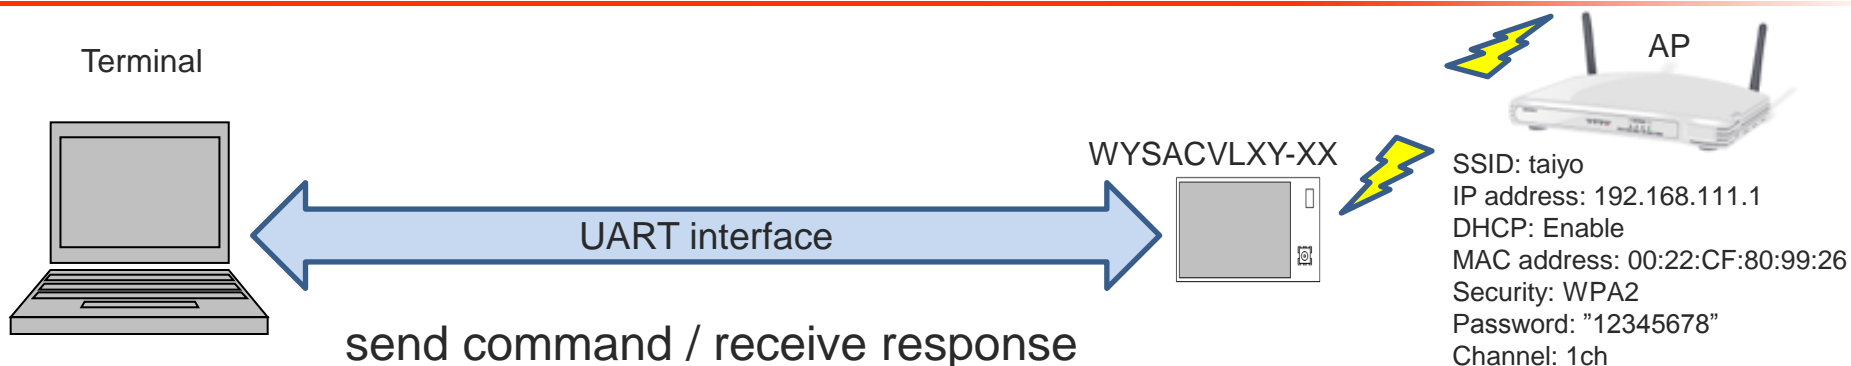 Terminal
AP
WYSACVLXY-XX
UART interface
send command / receive response
SSID: taiyo
IP address: 192.168.111.1
DHCP: Enable
MAC address: 00:22:CF:80:99:26
Security: WPA2
Password: ”12345678”
Channel: 1ch